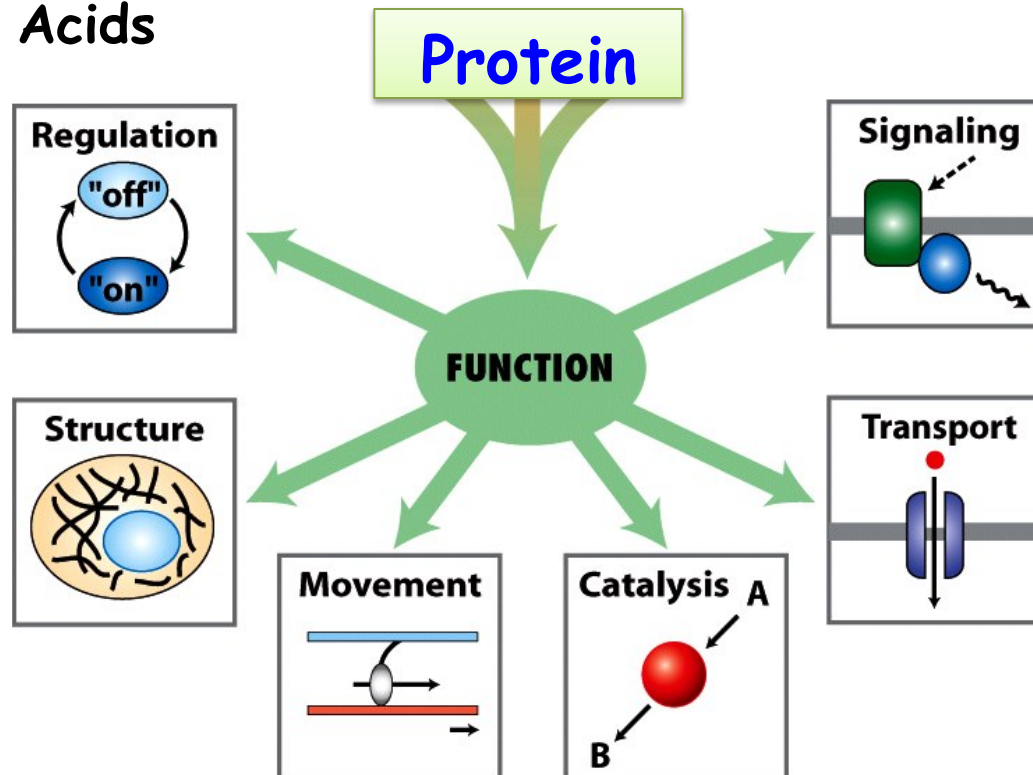 Acids
Protein
Regulation
"off"
"on"
Signaling
FUNCTION
Structure
Transport
Movement
Catalysis
A
B